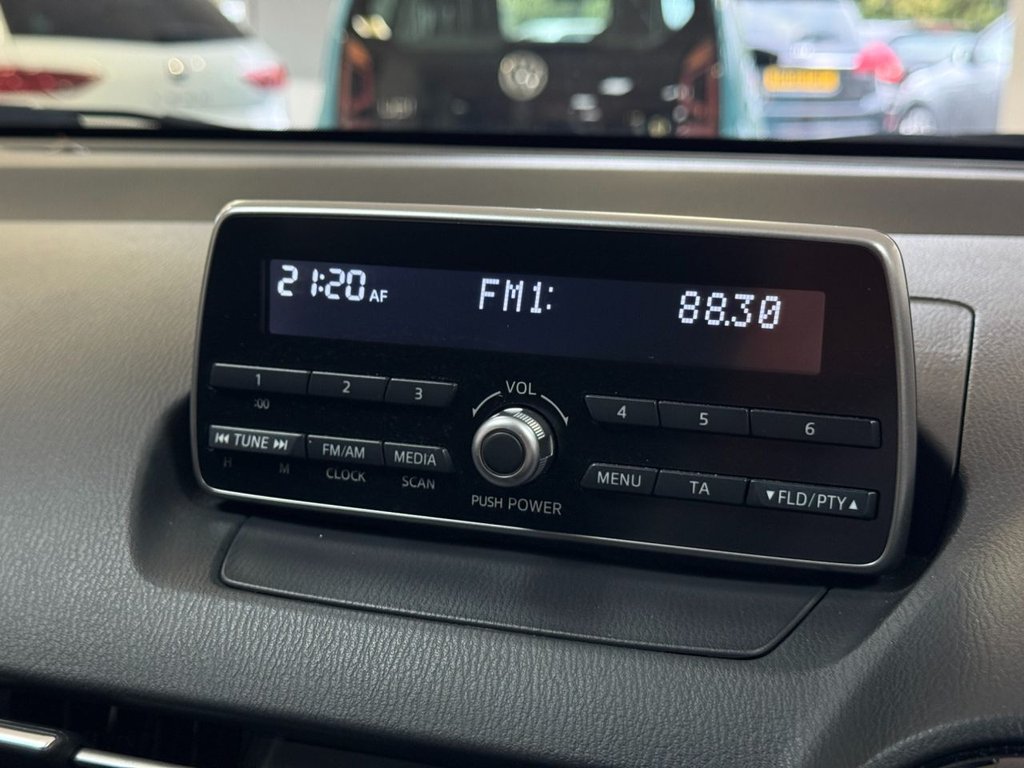 21:20 AF FM1: 88.30
1 2 3 VOL 4 5 6
:00
⏮ TUNE ⏭ FM/AM MEDIA MENU TA ▼FLD/PTY▲
H M CLOCK SCAN PUSH POWER